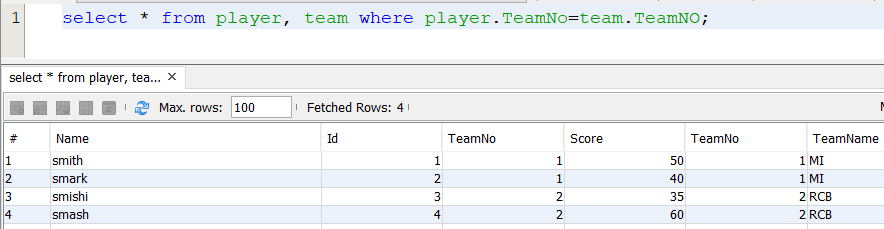 1 select * from player, team where player.TeamNo=team.TeamNO;
select * from player, tea... ×
Max. rows: 100 Fetched Rows: 4
# Name Id TeamNo Score TeamNo TeamName
1 smith 1 1 50 1 MI
2 smark 2 1 40 1 MI
3 smishi 3 2 35 2 RCB
4 smash 4 2 60 2 RCB